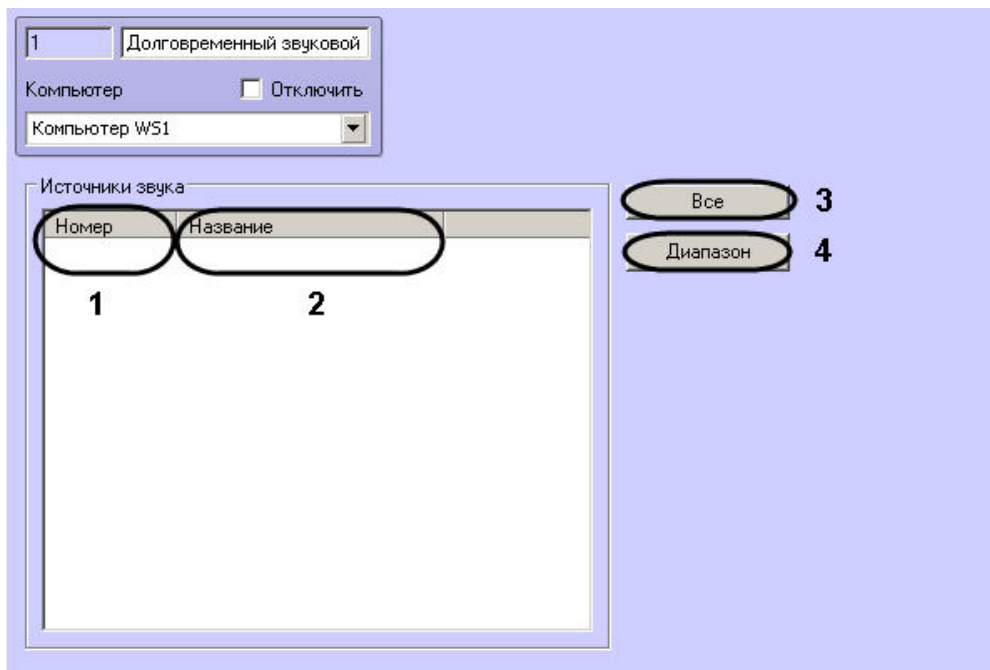 1 Долговременный звуковой
Компьютер Отключить
Компьютер WS1
Источники звука
Номер Название
Все 3
Диапазон 4
1 2